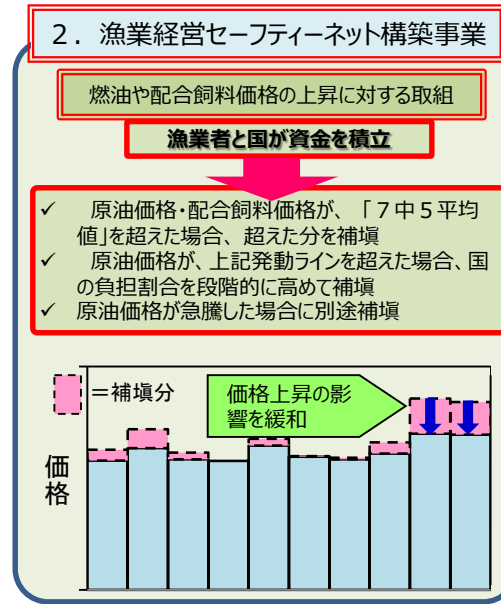 ２．漁業経営セーフティーネット構築事業
燃油や配合飼料価格の上昇に対する取組
漁業者と国が資金を積立
✓ 原油価格・配合飼料価格が、「７中５平均
値」を超えた場合、超えた分を補塡
✓ 原油価格が、上記発動ラインを超えた場合、国
の負担割合を段階的に高めて補塡
✓ 原油価格が急騰した場合に別途補塡
＝補塡分
価格上昇の影
響を緩和
価格